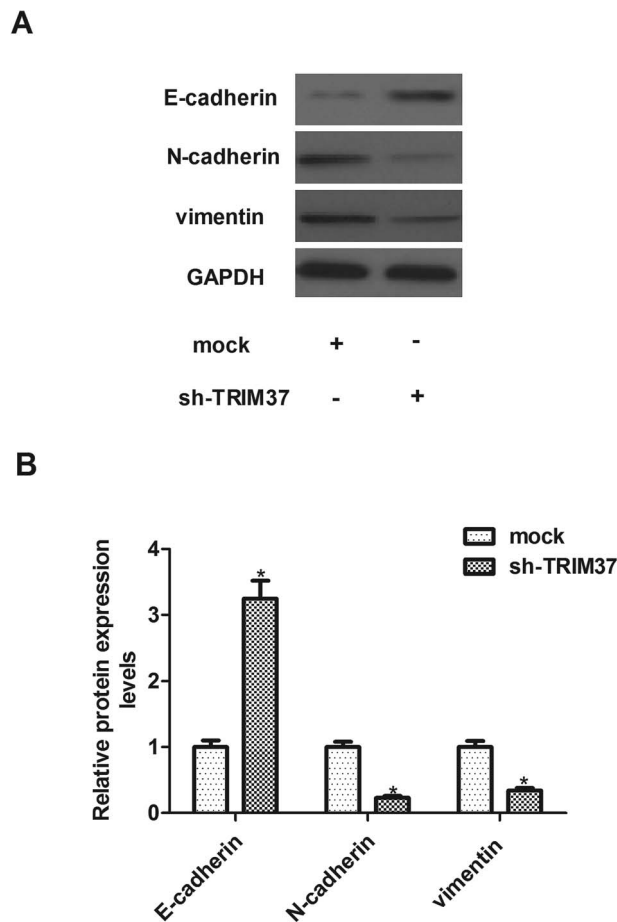 A
E-cadherin
N-cadherin
vimentin
GAPDH
mock + -
sh-TRIM37 - +
B
mock
sh-TRIM37
Relative protein expression
levels
4
3
2
1
0
*
*
*
E-cadherin
N-cadherin
vimentin